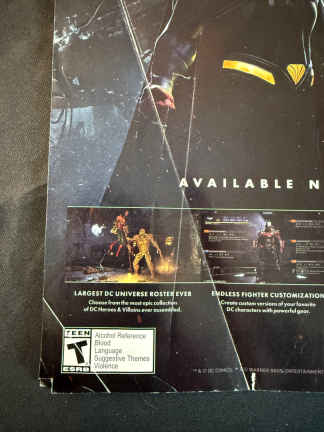 AVAILABLE N
LARGEST DC UNIVERSE ROSTER EVER
Choose from the most epic collection
of DC Heroes & Villains ever assembled.
ENDLESS FIGHTER CUSTOMIZATION
Create custom versions of your favorite
DC characters with powerful gear.
TEEN
T
ESRB
Alcohol Reference
Blood
Language
Suggestive Themes
Violence